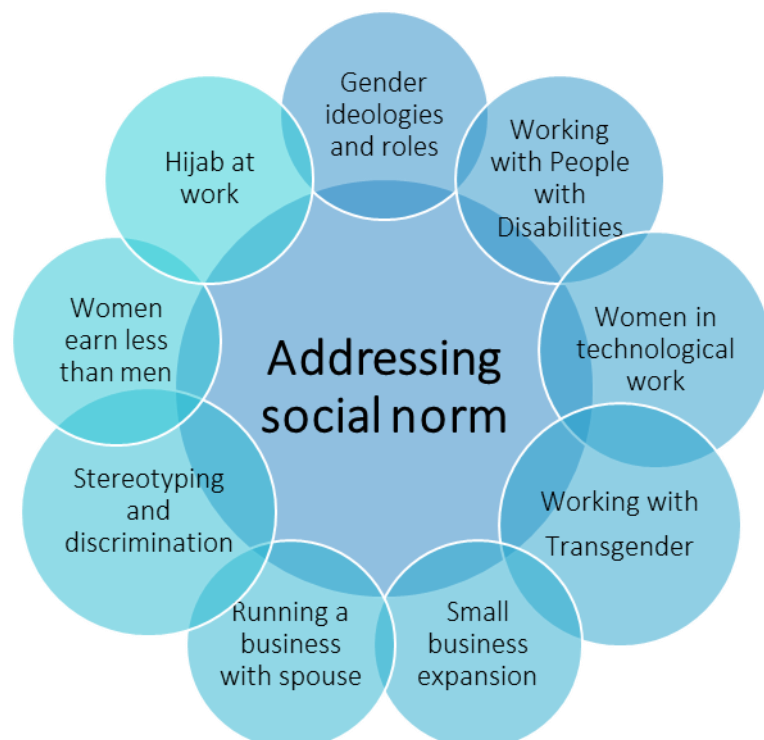 Gender
ideologies
and roles
Working
with People
with
Disabilities
Women in
technological
work
Working with
Transgender
Small
business
expansion
Running a
business
with spouse
Stereotyping
and
discrimination
Women
earn less
than men
Hijab at
work
Addressing
social norm